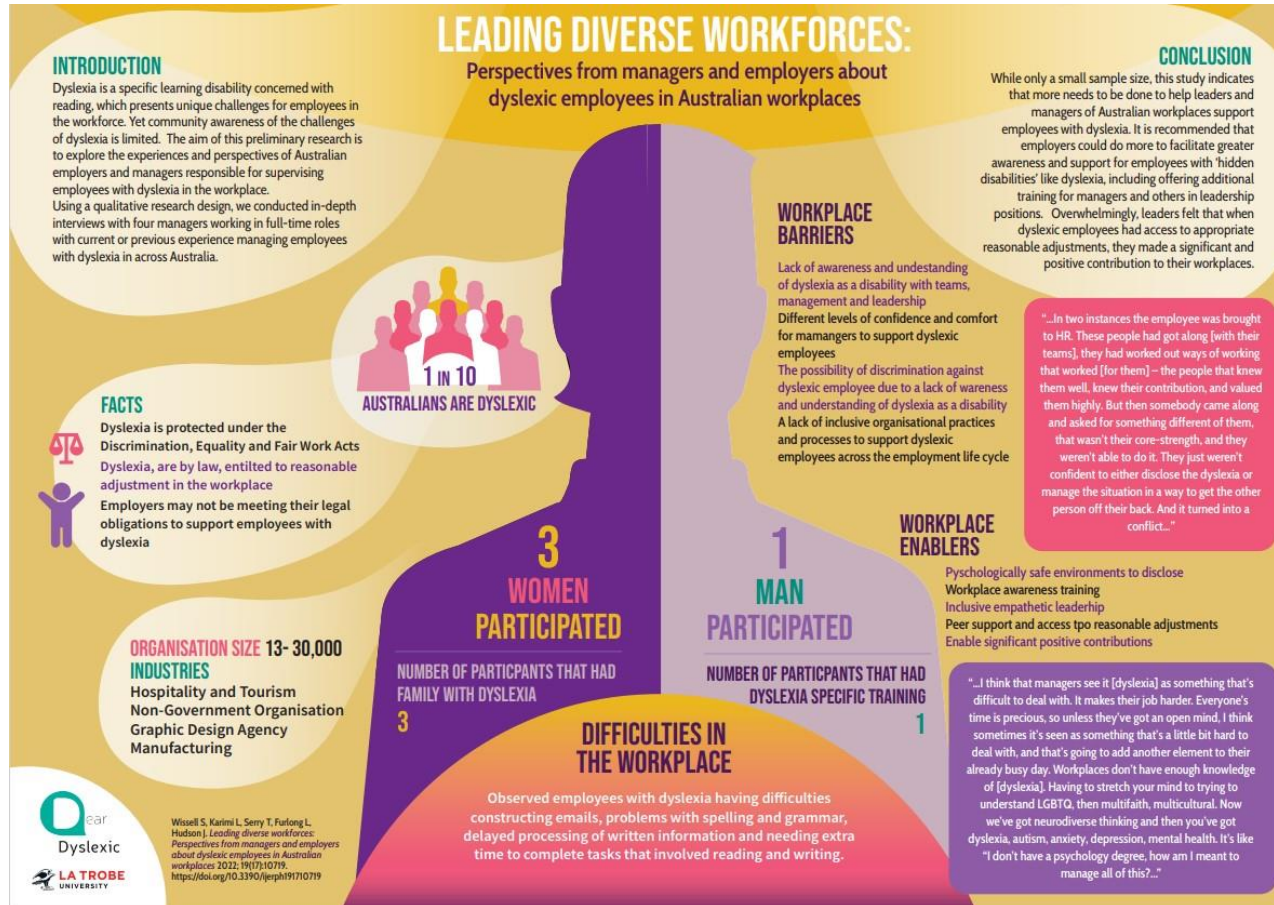 LEADING DIVERSE WORKFORCES:
Perspectives from managers and employers about
dyslexic employees in Australian workplaces
INTRODUCTION
Dyslexia is a specific learning disability concerned with
reading, which presents unique challenges for employees in
the workforce. Yet community awareness of the challenges
of dyslexia is limited. The aim of this preliminary research is
to explore the experiences and perspectives of Australian
employers and managers responsible for supervising
employees with dyslexia in the workplace.
Using a qualitative research design, we conducted in-depth
interviews with four managers working in full-time roles
with current or previous experience managing employees
with dyslexia in across Australia.
1 IN 10
AUSTRALIANS ARE DYSLEXIC
FACTS
Dyslexia is protected under the
Discrimination, Equality and Fair Work Acts
Dyslexia, are by law, entilted to reasonable
adjustment in the workplace
Employers may not be meeting their legal
obligations to support employees with
dyslexia
ORGANISATION SIZE 13- 30,000
INDUSTRIES
Hospitality and Tourism
Non-Government Organisation
Graphic Design Agency
Manufacturing
3
WOMEN
PARTICIPATED
NUMBER OF PARTICPANTS THAT HAD
FAMILY WITH DYSLEXIA
3
1
MAN
PARTICIPATED
NUMBER OF PARTCPANTS THAT HAD
DYSLEXIA SPECIFIC TRAINING
1
DIFFICULTIES IN
THE WORKPLACE
Observed employees with dyslexia having difficulties
constructing emails, problems with spelling and grammar,
delayed processing of written information and needing extra
time to complete tasks that involved reading and writing.
WORKPLACE
BARRIERS
Lack of awareness and undestanding
of dyslexia as a disability with teams,
management and leadership
Different levels of confidence and comfort
for mamangers to support dyslexic
employees
The possibility of discrimination against
dyslexic employee due to a lack of wareness
and understanding of dyslexia as a disability
A lack of inclusive organisational practices
and processes to support dyslexic
employees across the employment life cycle
WORKPLACE
ENABLERS
Pyschologically safe environments to disclose
Workplace awareness training
Inclusive empathetic leaderhip
Peer support and access tpo reasonable adjustments
Enable significant positive contributions
CONCLUSION
While only a small sample size, this study indicates
that more needs to be done to help leaders and
managers of Australian workplaces support
employees with dyslexia. It is recommended that
employers could do more to facilitate greater
awareness and support for employees with ‘hidden
disabilities’ like dyslexia, including offering additional
training for managers and others in leadership
positions. Overwhelmingly, leaders felt that when
dyslexic employees had access to appropriate
reasonable adjustments, they made a significant and
positive contribution to their workplaces.
“...In two instances the employee was brought
to HR. These people had got along [with their
teams], they had worked out ways of working
that worked [for them] – the people that knew
them well, knew their contribution, and valued
them highly. But then somebody came along
and asked for something different of them,
that wasn't their core-strength, and they
weren't able to do it. They just weren't
confident to either disclose the dyslexia or
manage the situation in a way to get the other
person off their back. And it turned into a
conflict...”
“...I think that managers see it [dyslexia] as something that's
difficult to deal with. It makes their job harder. Everyone's
time is precious, so unless they've got an open mind, I think
sometimes it's seen as something that's a little bit hard to
deal with, and that's going to add another element to their
already busy day. Workplaces don't have enough knowledge
of [dyslexia]. Having to stretch your mind to trying to
understand LGBTQ, then multifaith, multicultural. Now
we've got neurodiverse thinking and then you've got
dyslexia, autism, anxiety, depression, mental health. It's like
“I don't have a psychology degree, how am I meant to
manage all of this?...”
Dear
Dyslexic
LA TROBE
UNIVERSITY
Wissell S, Karimi L, Serry T, Furlong L,
Hudson J. Leading diverse workforces:
Perspectives from managers and employers
about dyslexic employees in Australian
workplaces 2022; 19(17):10719.
https://doi.org/10.3390/ijerph191710719